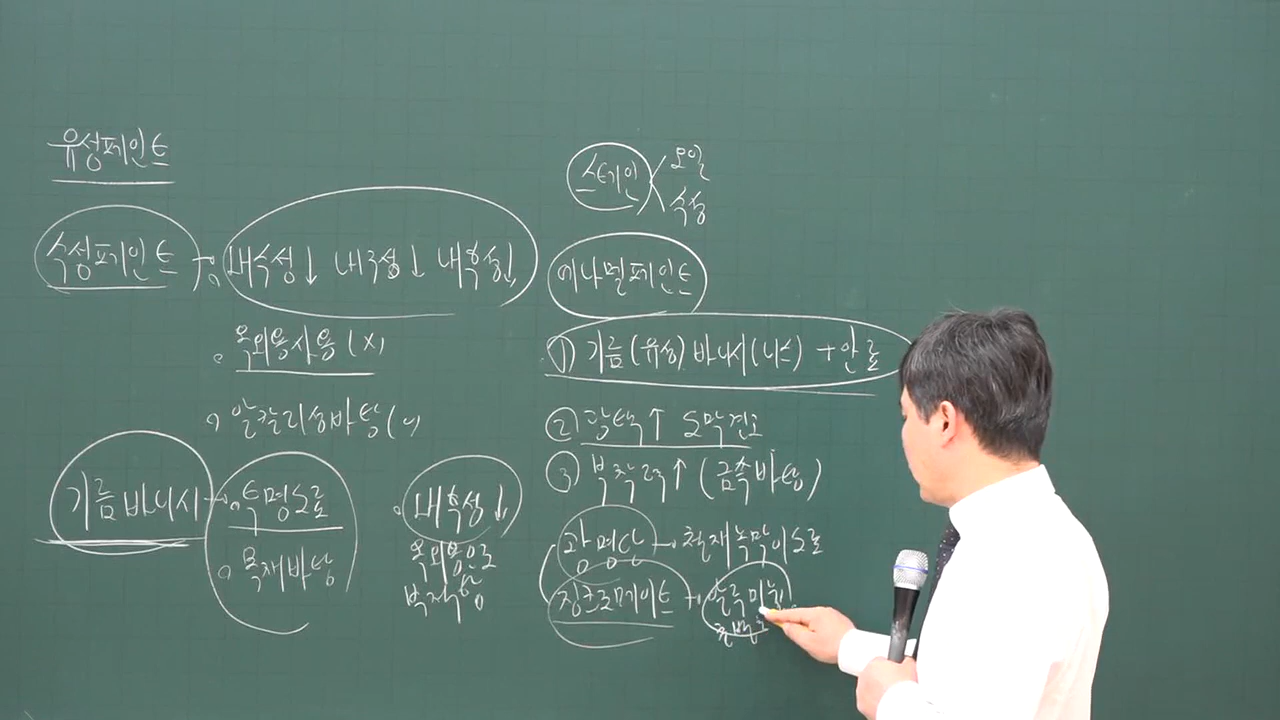 유성페인트
수성페인트 → 내수성↓ 내구성↓ 내후성↓
옥외용사용(X)
알칼리성바탕(O)
기름바니시 → 투명도료
목재바탕
내후성↓
옥외용으로
부적당
스테인
오일
수성
에나멜페인트
① 기름(유성)바니시(니스) + 안료
② 광택↑ 도막견고
③ 부착력↑ (금속바탕)
광명단 → 철재녹막이도료
징크로메이트 → 알루미늄